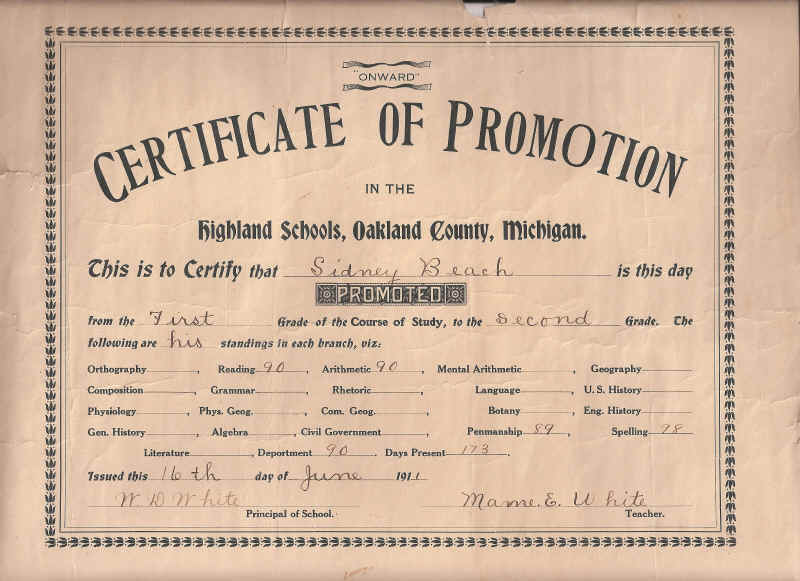 "ONWARD"
CERTIFICATE OF PROMOTION
IN THE
Highland Schools, Oakland County, Michigan.
This is to Certify that Sidney Beach is this day
PROMOTED
from the First Grade of the Course of Study, to the Second Grade. The
following are his standings in each branch, viz:
Orthography , Reading 90 , Arithmetic 90 , Mental Arithmetic , Geography
Composition , Grammar , Rhetoric , Language , U. S. History
Physiology , Phys. Geog. , Com. Geog. , Botany , Eng. History
Gen. History , Algebra , Civil Government , Penmanship 89 , Spelling 98
Literature , Deportment 90 . Days Present 173 .
Issued this 16th day of June 1911
W D White Mame. E. White
Principal of School. Teacher.